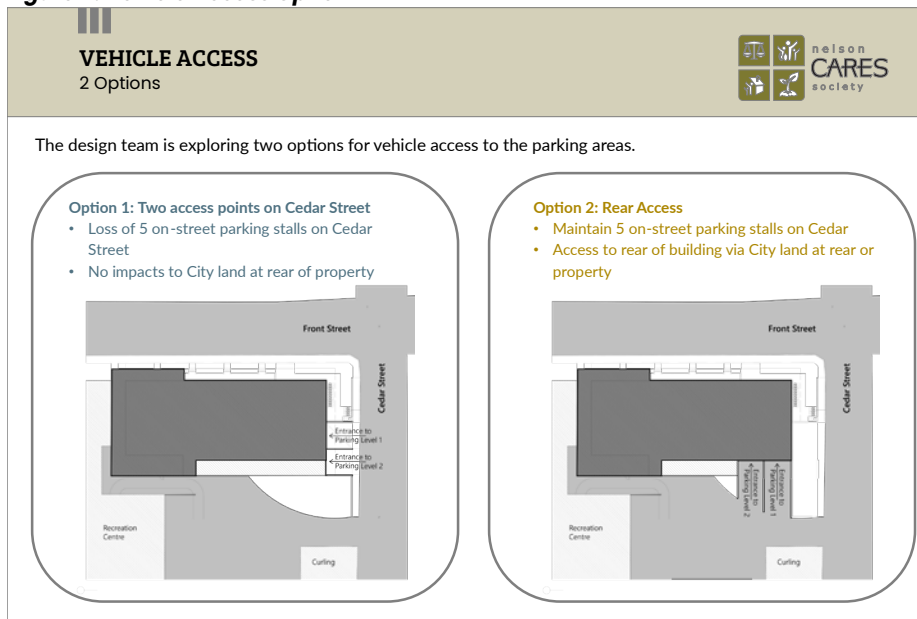 VEHICLE ACCESS
2 Options
nelson
CARES
society
The design team is exploring two options for vehicle access to the parking areas.
Option 1: Two access points on Cedar Street
• Loss of 5 on-street parking stalls on Cedar
Street
• No impacts to City land at rear of property
Front Street
Cedar Street
Entrance to
Parking Level 1
Entrance to
Parking Level 2
Recreation
Centre
Curling
Option 2: Rear Access
• Maintain 5 on-street parking stalls on Cedar
• Access to rear of building via City land at rear or
property
Front Street
Cedar Street
Entrance to
Parking Level 1
Entrance to
Parking Level 2
Recreation
Centre
Curling